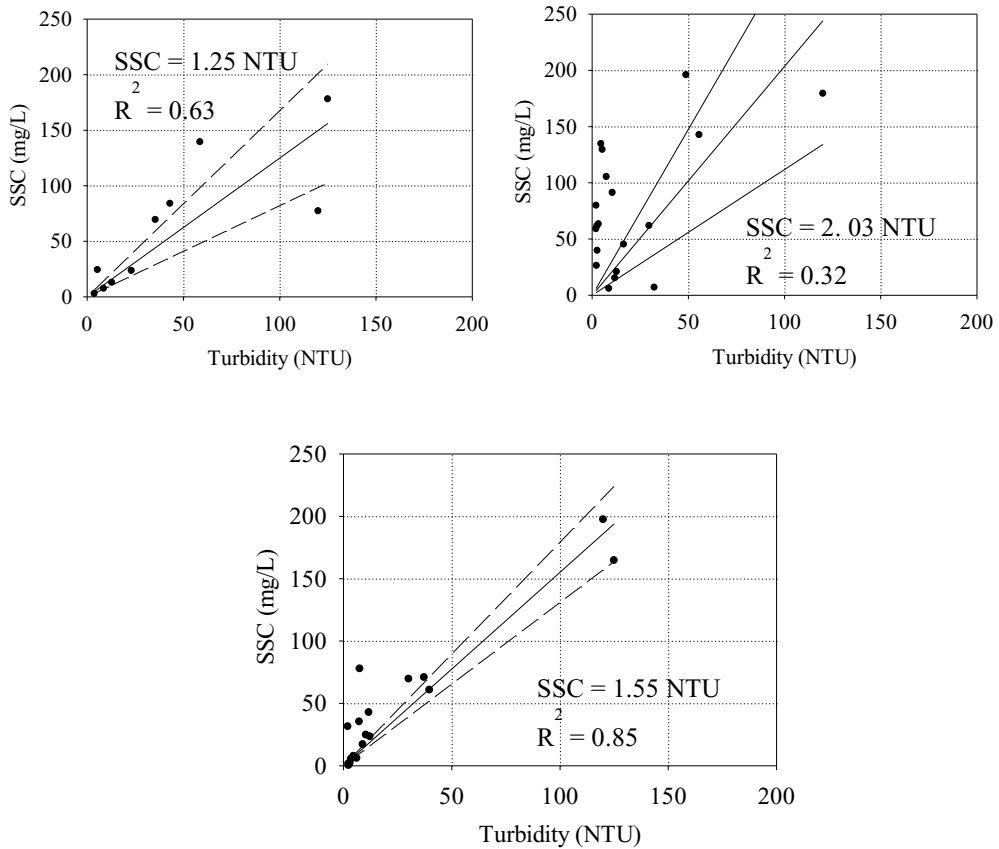 250
200
150
100
50
0
SSC (mg/L)
SSC = 1.25 NTU
R² = 0.63
0 50 100 150 200
Turbidity (NTU)
250
200
150
100
50
0
SSC (mg/L)
SSC = 2. 03 NTU
R² = 0.32
0 50 100 150 200
Turbidity (NTU)
250
200
150
100
50
0
SSC (mg/L)
SSC = 1.55 NTU
R² = 0.85
0 50 100 150 200
Turbidity (NTU)